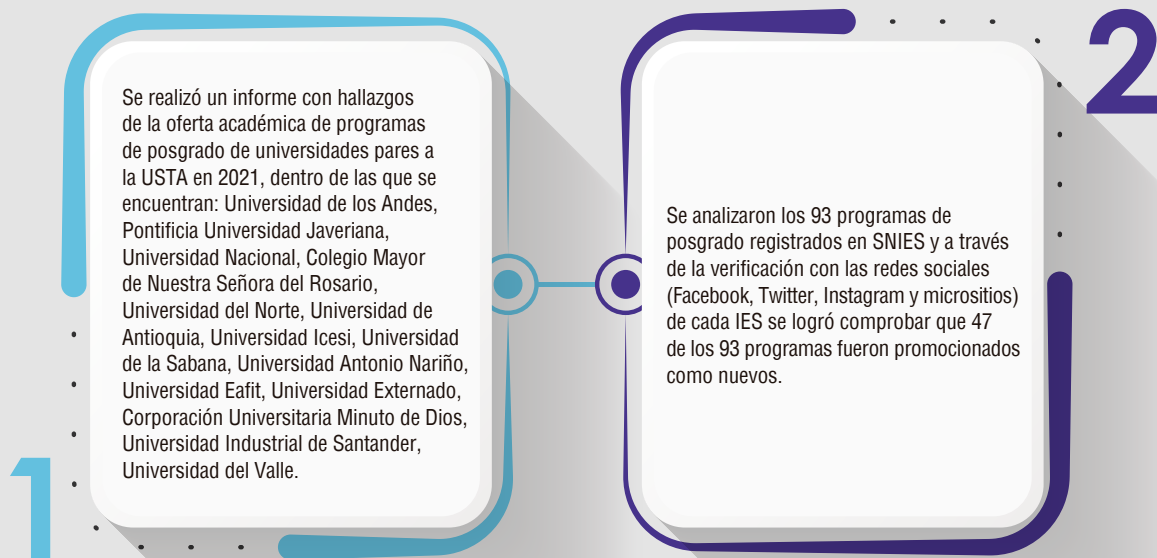 1
Se realizó un informe con hallazgos
de la oferta académica de programas
de posgrado de universidades pares a
la USTA en 2021, dentro de las que se
encuentran: Universidad de los Andes,
Pontificia Universidad Javeriana,
Universidad Nacional, Colegio Mayor
de Nuestra Señora del Rosario,
Universidad del Norte, Universidad de
Antioquia, Universidad Icesi, Universidad
de la Sabana, Universidad Antonio Nariño,
Universidad Eafit, Universidad Externado,
Corporación Universitaria Minuto de Dios,
Universidad Industrial de Santander,
Universidad del Valle.
2
Se analizaron los 93 programas de
posgrado registrados en SNIES y a través
de la verificación con las redes sociales
(Facebook, Twitter, Instagram y micrositios)
de cada IES se logró comprobar que 47
de los 93 programas fueron promocionados
como nuevos.